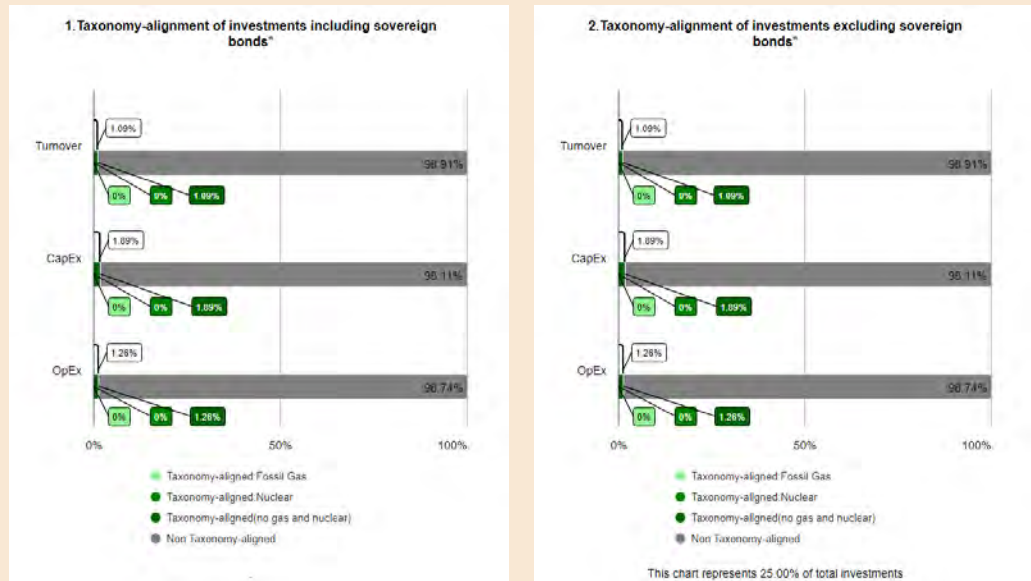 1.Taxonomy-alignment of investments including sovereign
bonds*
Turnover
1.09%
98.91%
0% 0% 1.09%
CapEx
1.89%
98.11%
0% 0% 1.89%
OpEx
1.26%
98.74%
0% 0% 1.26%
0% 50% 100%
Taxonomy-aligned:Fossil Gas
Taxonomy-aligned:Nuclear
Taxonomy-aligned(no gas and nuclear)
Non Taxonomy-aligned
2.Taxonomy-alignment of investments excluding sovereign
bonds*
Turnover
1.09%
98.91%
0% 0% 1.09%
CapEx
1.89%
98.11%
0% 0% 1.89%
OpEx
1.26%
98.74%
0% 0% 1.26%
0% 50% 100%
Taxonomy-aligned:Fossil Gas
Taxonomy-aligned:Nuclear
Taxonomy-aligned(no gas and nuclear)
Non Taxonomy-aligned
This chart represents 25.00% of total investments